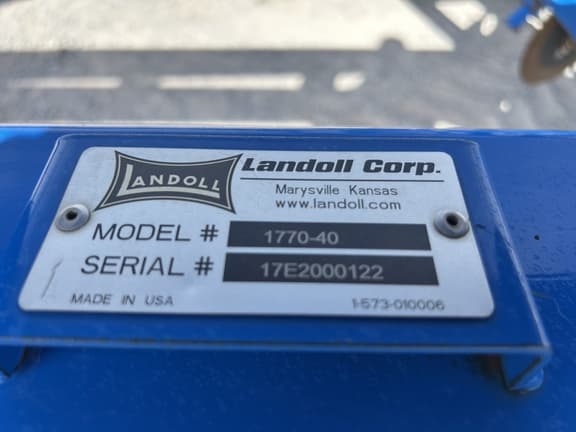 LANDOLL
Landoll Corp.
Marysville Kansas
www.landoll.com
MODEL # 1770-40
SERIAL # 17E2000122
MADE IN USA 1-573-010006